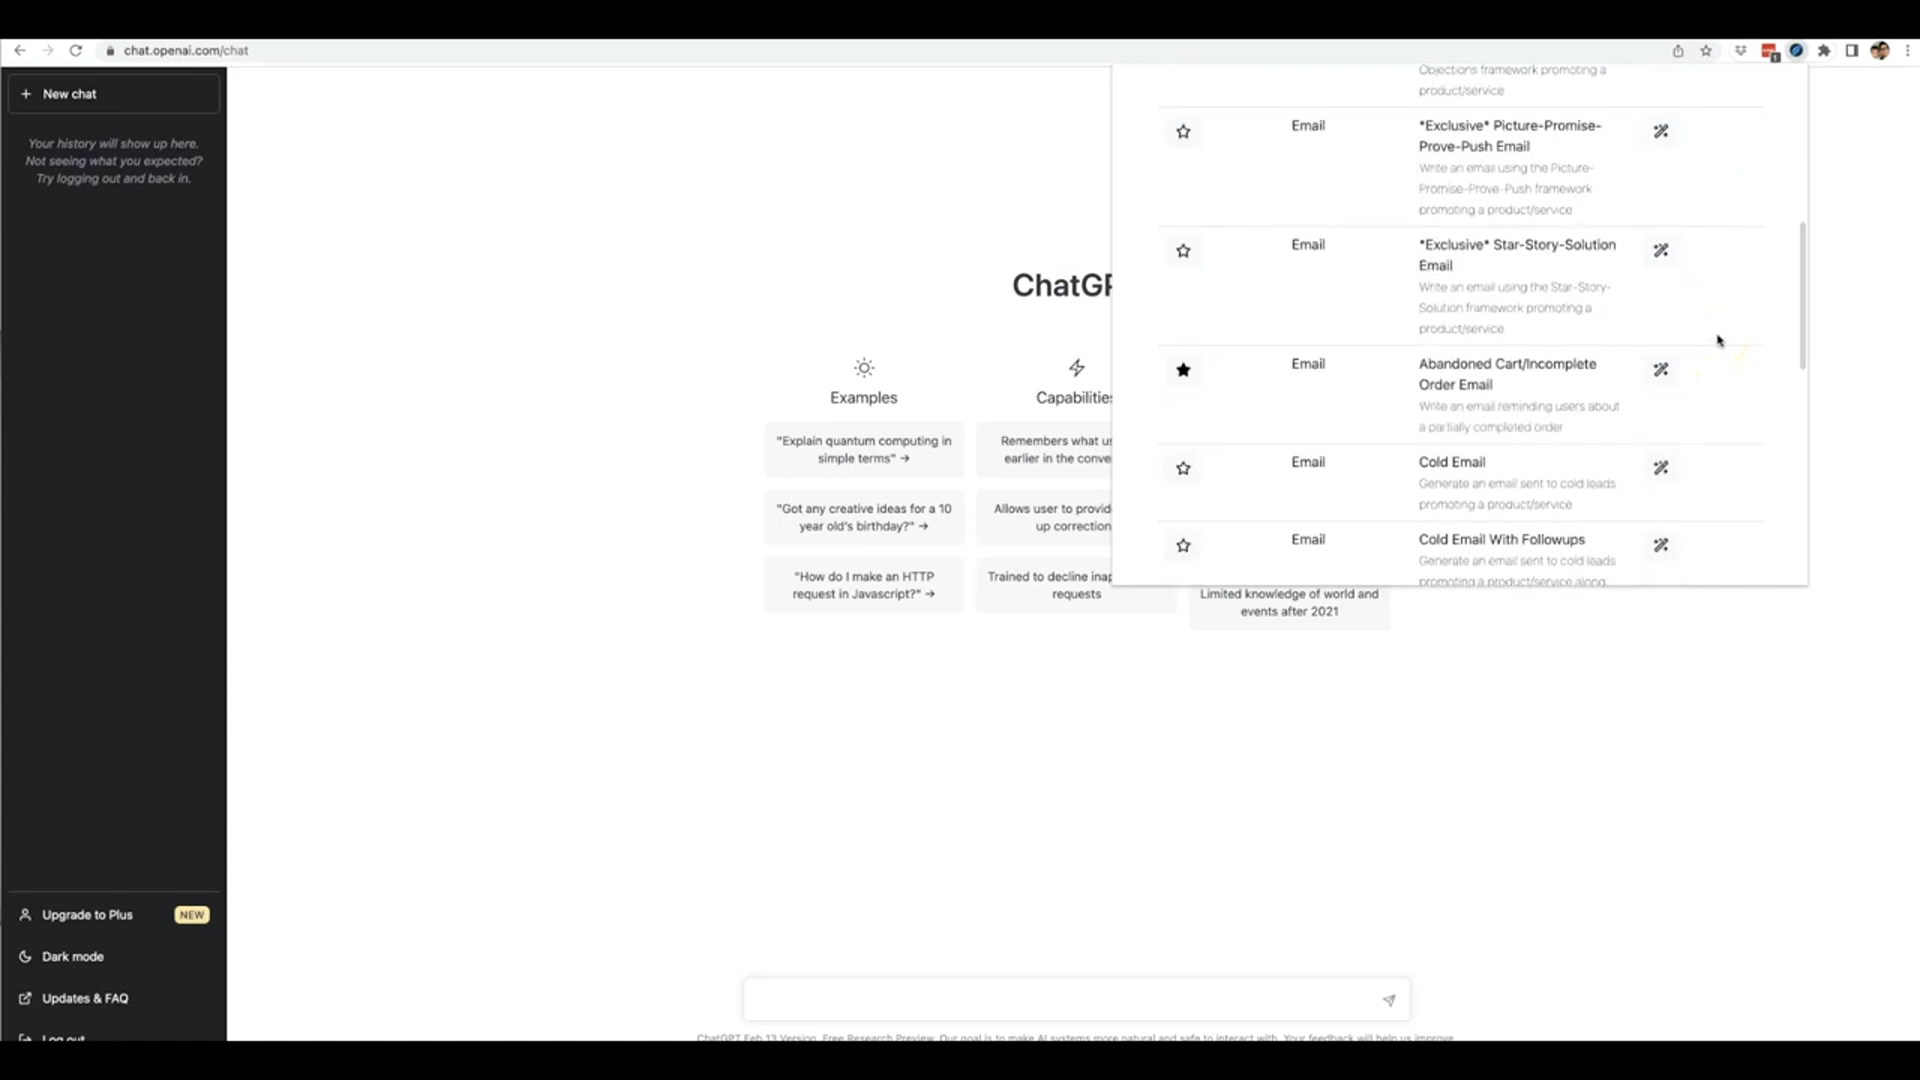 chat.openai.com/chat
New chat
Your history will show up here.
Not seeing what you expected?
Try logging out and back in.
Upgrade to Plus
NEW
Dark mode
Updates & FAQ
Log out
ChatGP
Examples
"Explain quantum computing in
simple terms" →
"Got any creative ideas for a 10
year old's birthday?" →
"How do I make an HTTP
request in Javascript?" →
Capabilities
Remembers what us
earlier in the conve
Allows user to provid
up correction
Trained to decline inap
requests
Limited knowledge of world and
events after 2021
Objections framework promoting a
product/service
Email
*Exclusive* Picture-Promise-
Prove-Push Email
Write an email using the Picture-
Promise-Prove-Push framework
promoting a product/service
Email
*Exclusive* Star-Story-Solution
Email
Write an email using the Star-Story-
Solution framework promoting a
product/service
Email
Abandoned Cart/Incomplete
Order Email
Write an email reminding users about
a partially completed order
Email
Cold Email
Generate an email sent to cold leads
promoting a product/service
Email
Cold Email With Followups
Generate an email sent to cold leads
promoting a product/service along
ChatGPT Feb 13 Version. Free Research Preview. Our goal is to make AI systems more natural and safe to interact with. Your feedback will help us improve.
1